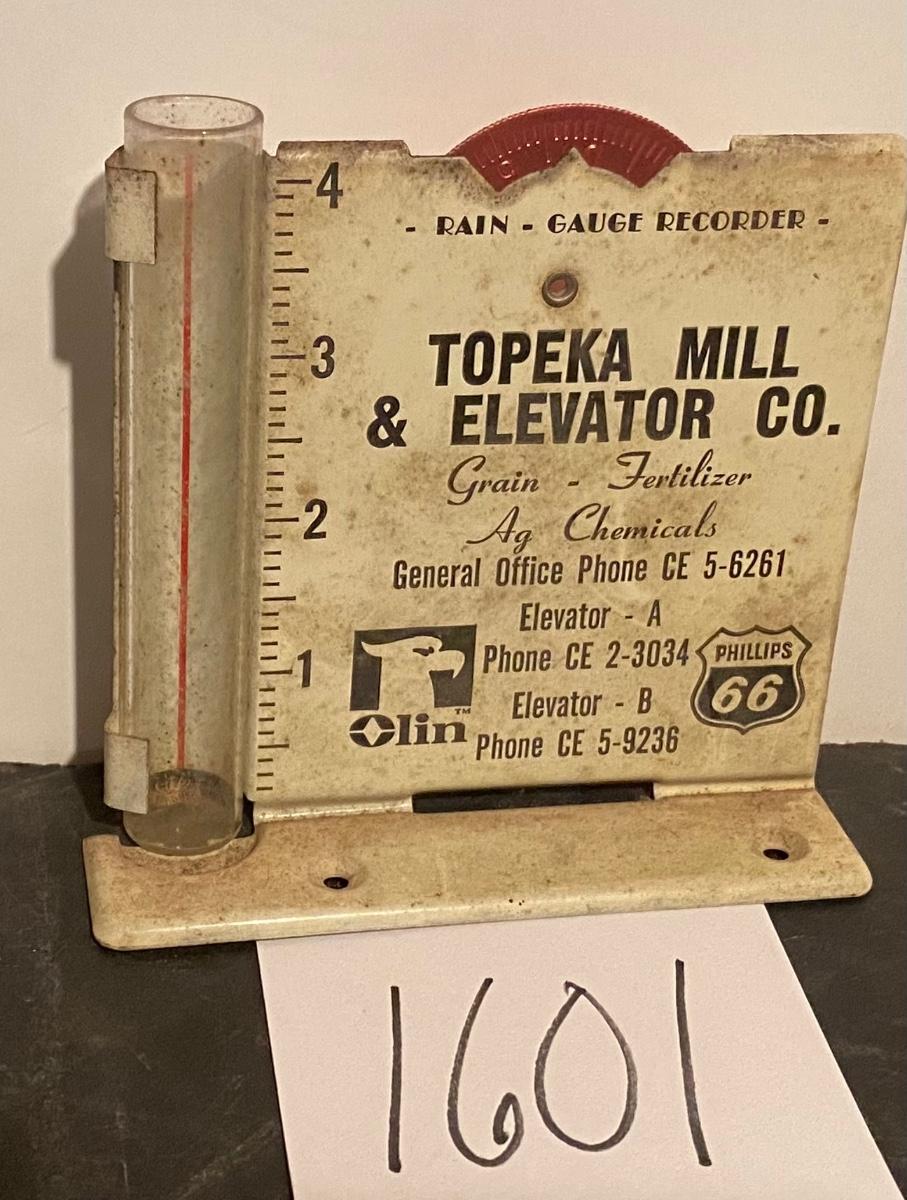 4
- RAIN - GAUGE RECORDER -
TOPEKA MILL
3
& ELEVATOR CO.
Grain - Fertilizer
2
Ag Chemicals
General Office Phone CE 5-6261
Elevator - A
1
Phone CE 2-3034
PHILLIPS
66
Elevator - B
Olin™
Phone CE 5-9236
1601